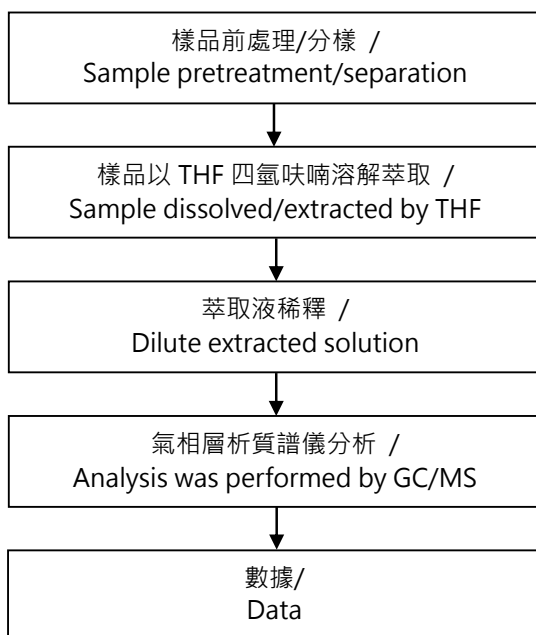 樣品前處理/分樣 /
Sample pretreatment/separation
樣品以 THF 四氫呋喃溶解萃取 /
Sample dissolved/extracted by THF
萃取液稀釋 /
Dilute extracted solution
氣相層析質譜儀分析 /
Analysis was performed by GC/MS
數據/
Data